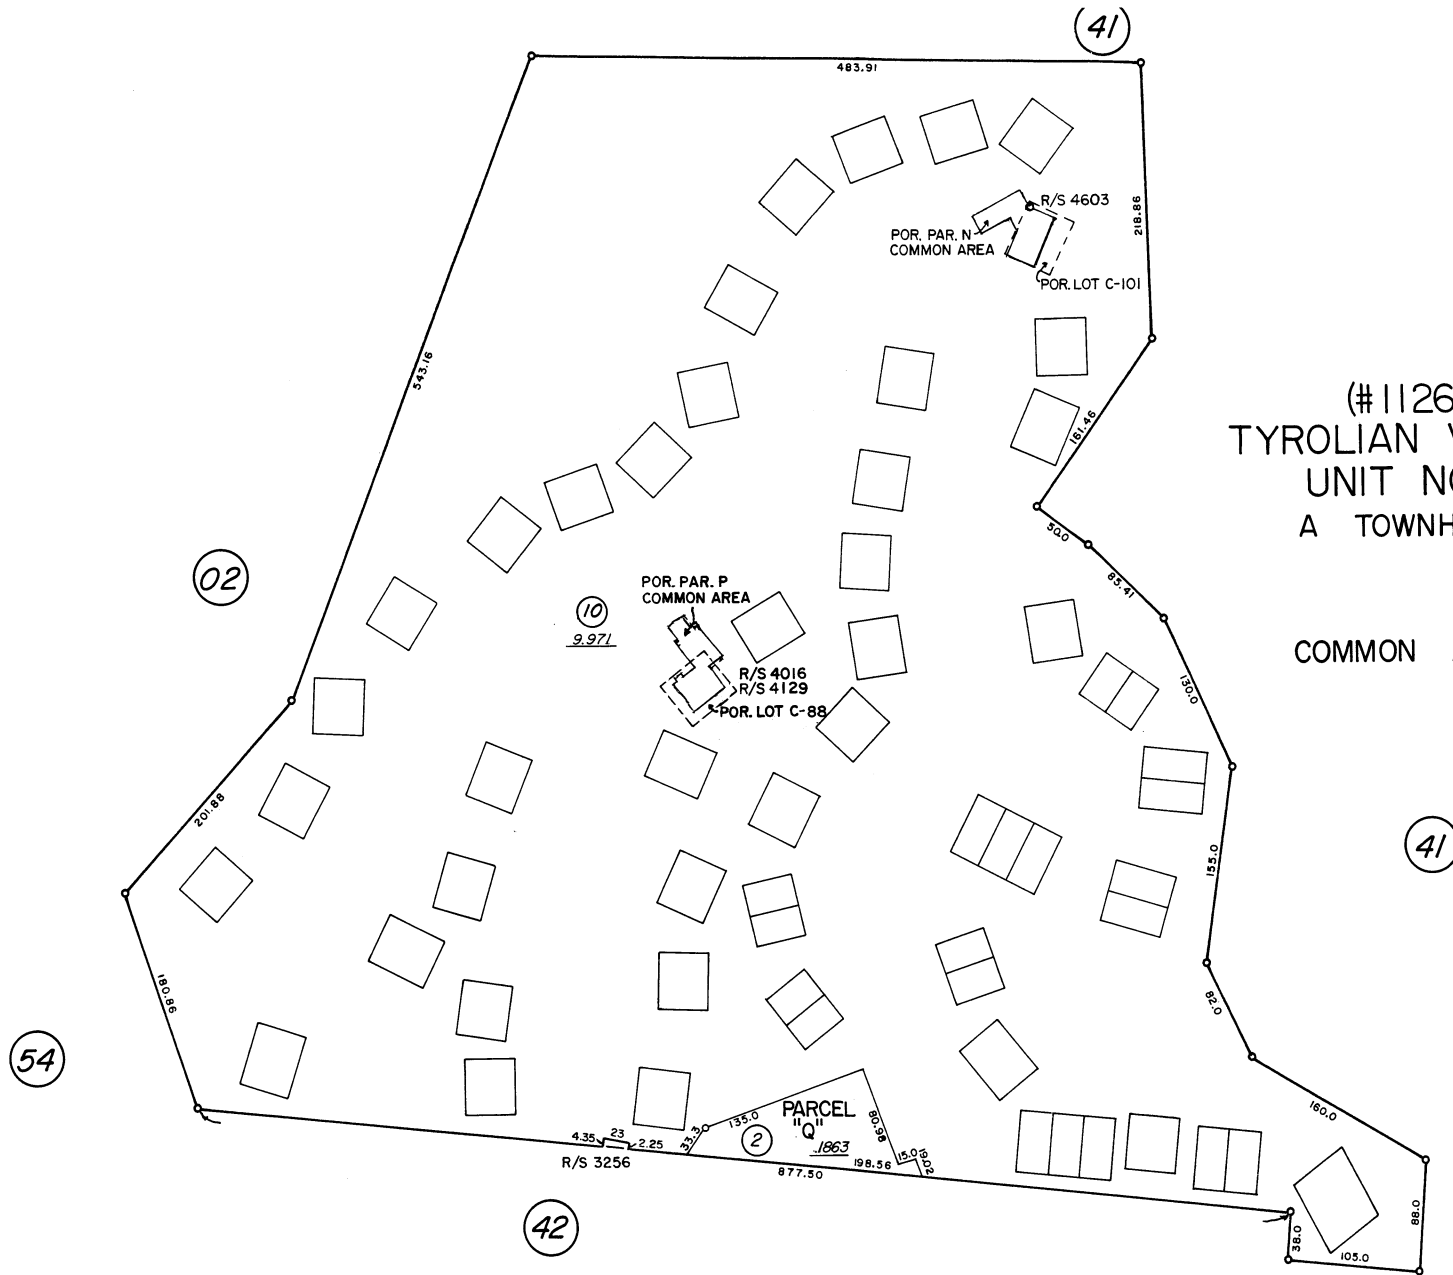 41
483.91
218.86
R/S 4603
POR. PAR. N
COMMON AREA
POR. LOT C-101
543.16
161.46
(#1126
TYROLIAN V
UNIT NO
A TOWNH
50.0
85.41
02
POR. PAR. P
COMMON AREA
10
9.971
COMMON
130.0
R/S 4016
R/S 4129
POR. LOT C-88
201.88
155.0
41
180.86
82.0
54
160.0
135.0
PARCEL
"Q"
80.98
4.35
23
2.25
33.3
2
.1863
15.0
19.02
R/S 3256
198.56
877.50
42
38.0
88.0
105.0